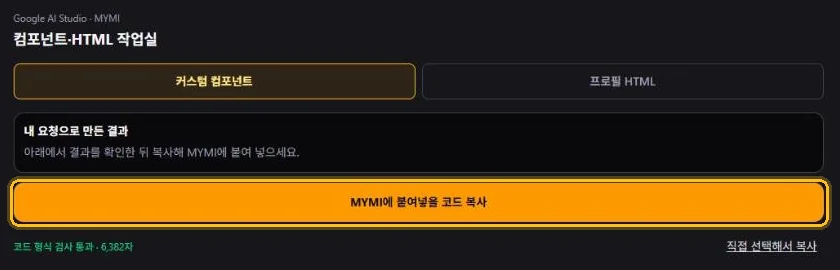 Google AI Studio · MYMI
컴포넌트·HTML 작업실
커스텀 컴포넌트
프로필 HTML
내 요청으로 만든 결과
아래에서 결과를 확인한 뒤 복사해 MYMI에 붙여 넣으세요.
MYMI에 붙여넣을 코드 복사
코드 형식 검사 통과 · 6,382자
직접 선택해서 복사